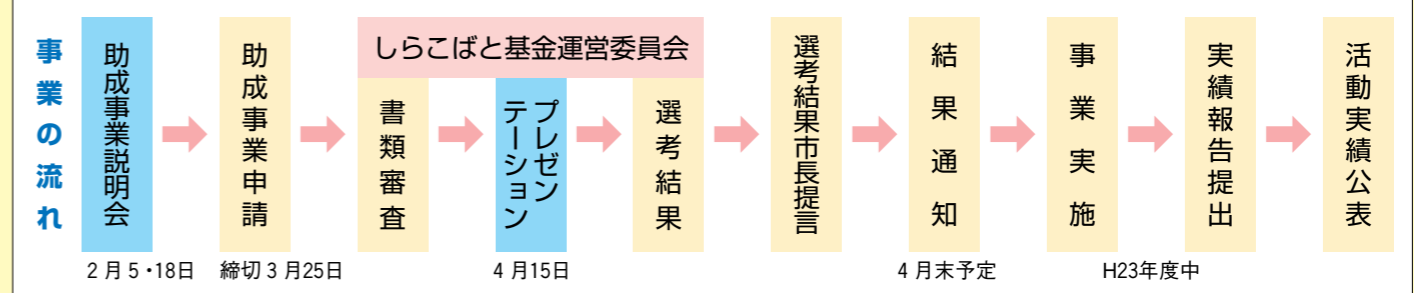 事業の流れ
助成事業説明会
2月5・18日
助成事業申請
締切3月25日
しらこばと基金運営委員会
書類審査
プレゼン
テーション
4月15日
選考結果
選考結果市長提言
結果通知
4月末予定
事業実施
H23年度中
実績報告提出
活動実績公表